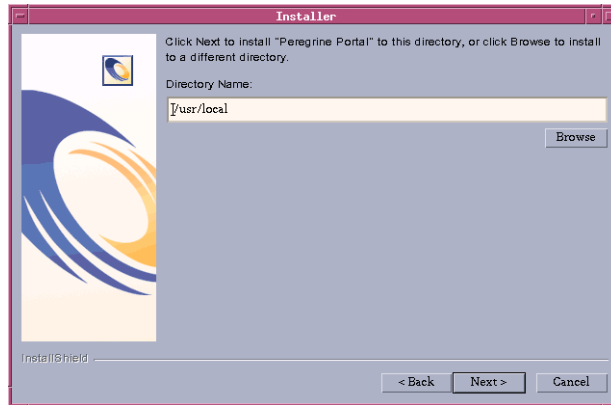 Installer
Click Next to install "Peregrine Portal" to this directory, or click Browse to install
to a different directory.
Directory Name:
/usr/local
Browse
InstallShield
< Back
Next >
Cancel